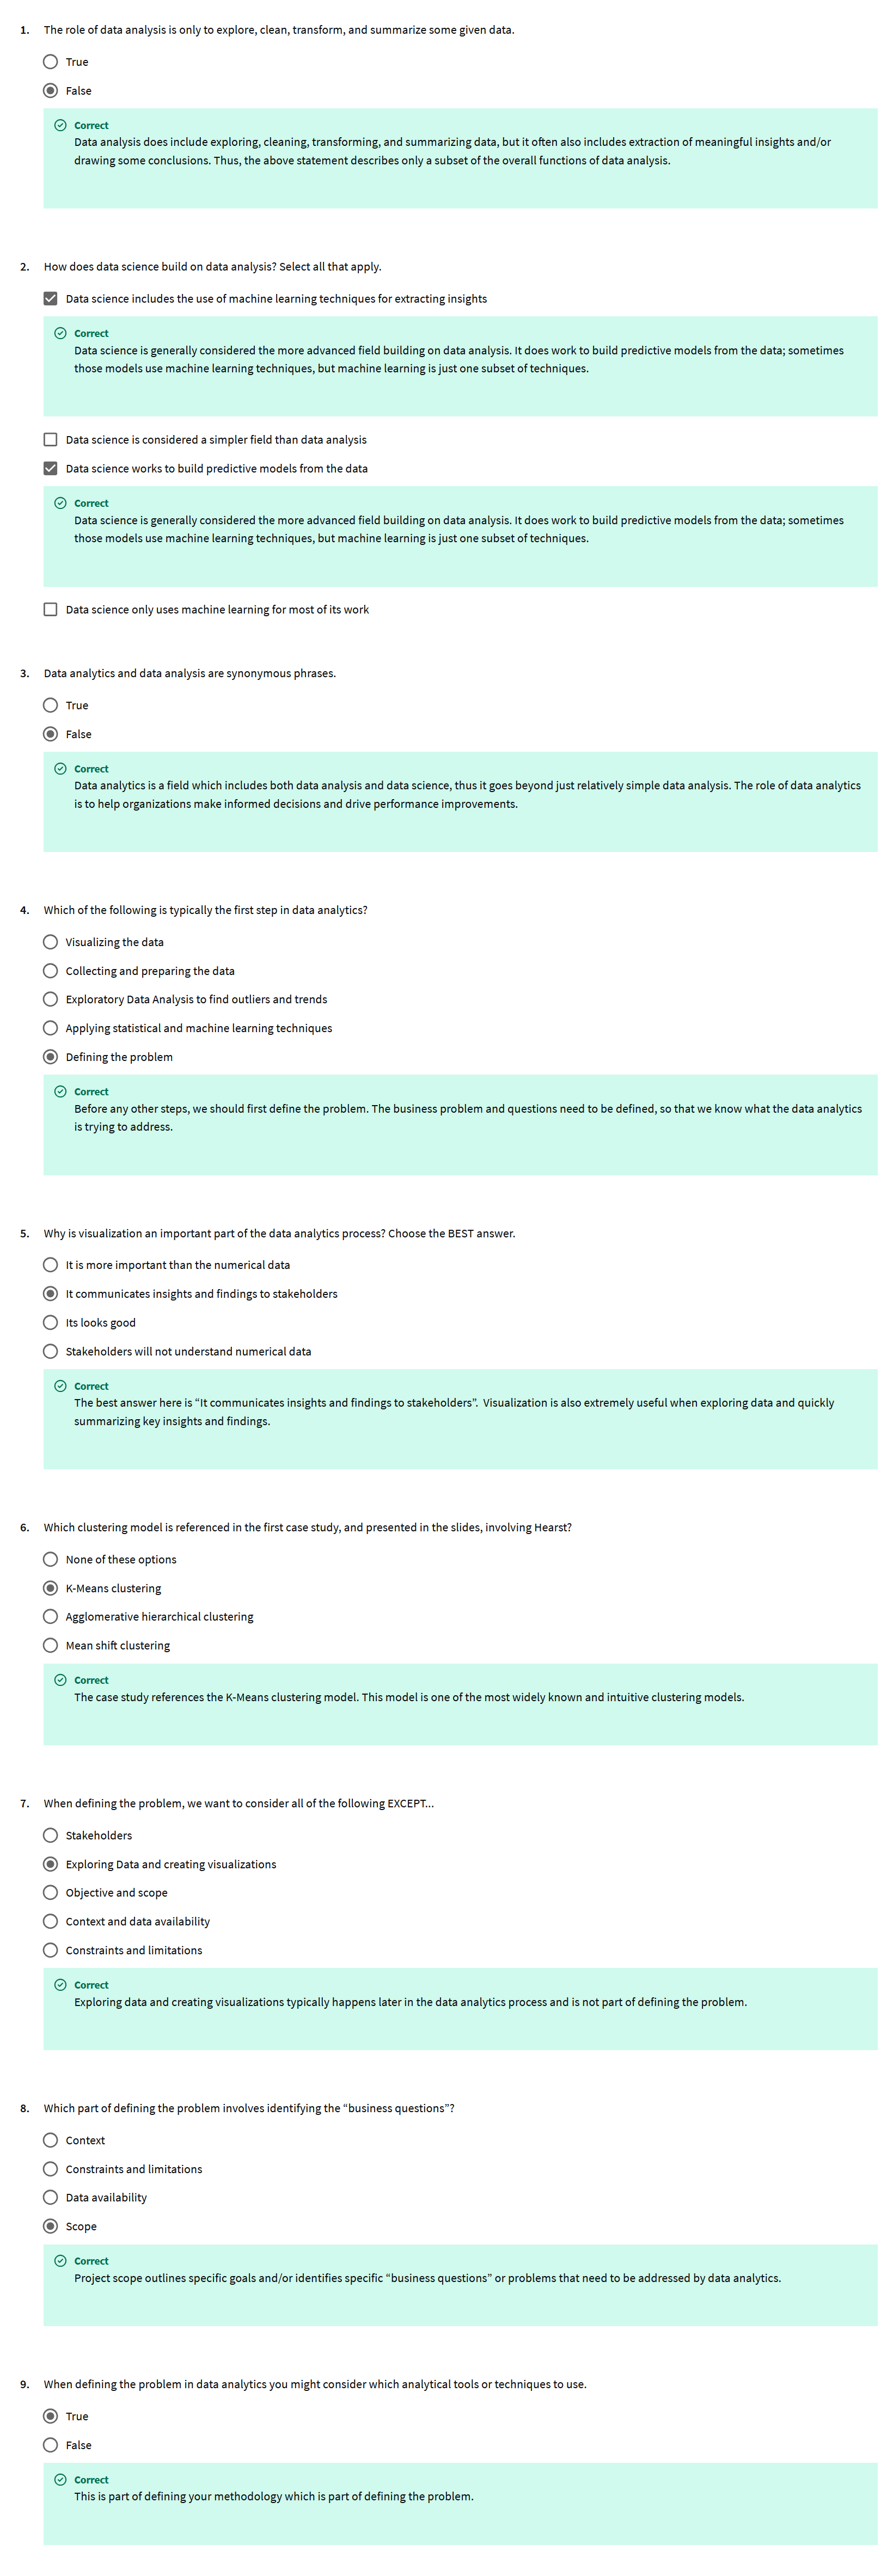 1. The role of data analysis is only to explore, clean, transform, and summarize some given data.
True
False
Correct
Data analysis does include exploring, cleaning, transforming, and summarizing data, but it often also includes extraction of meaningful insights and/or
drawing some conclusions. Thus, the above statement describes only a subset of the overall functions of data analysis.
2. How does data science build on data analysis? Select all that apply.
Data science includes the use of machine learning techniques for extracting insights
Correct
Data science is generally considered the more advanced field building on data analysis. It does work to build predictive models from the data; sometimes
those models use machine learning techniques, but machine learning is just one subset of techniques.
Data science is considered a simpler field than data analysis
Data science works to build predictive models from the data
Correct
Data science is generally considered the more advanced field building on data analysis. It does work to build predictive models from the data; sometimes
those models use machine learning techniques, but machine learning is just one subset of techniques.
Data science only uses machine learning for most of its work
3. Data analytics and data analysis are synonymous phrases.
True
False
Correct
Data analytics is a field which includes both data analysis and data science, thus it goes beyond just relatively simple data analysis. The role of data analytics
is to help organizations make informed decisions and drive performance improvements.
4. Which of the following is typically the first step in data analytics?
Visualizing the data
Collecting and preparing the data
Exploratory Data Analysis to find outliers and trends
Applying statistical and machine learning techniques
Defining the problem
Correct
Before any other steps, we should first define the problem. The business problem and questions need to be defined, so that we know what the data analytics
is trying to address.
5. Why is visualization an important part of the data analytics process? Choose the BEST answer.
It is more important than the numerical data
It communicates insights and findings to stakeholders
Its looks good
Stakeholders will not understand numerical data
Correct
The best answer here is “It communicates insights and findings to stakeholders”. Visualization is also extremely useful when exploring data and quickly
summarizing key insights and findings.
6. Which clustering model is referenced in the first case study, and presented in the slides, involving Hearst?
None of these options
K-Means clustering
Agglomerative hierarchical clustering
Mean shift clustering
Correct
The case study references the K-Means clustering model. This model is one of the most widely known and intuitive clustering models.
7. When defining the problem, we want to consider all of the following EXCEPT...
Stakeholders
Exploring Data and creating visualizations
Objective and scope
Context and data availability
Constraints and limitations
Correct
Exploring data and creating visualizations typically happens later in the data analytics process and is not part of defining the problem.
8. Which part of defining the problem involves identifying the “business questions”?
Context
Constraints and limitations
Data availability
Scope
Correct
Project scope outlines specific goals and/or identifies specific “business questions” or problems that need to be addressed by data analytics.
9. When defining the problem in data analytics you might consider which analytical tools or techniques to use.
True
False
Correct
This is part of defining your methodology which is part of defining the problem.